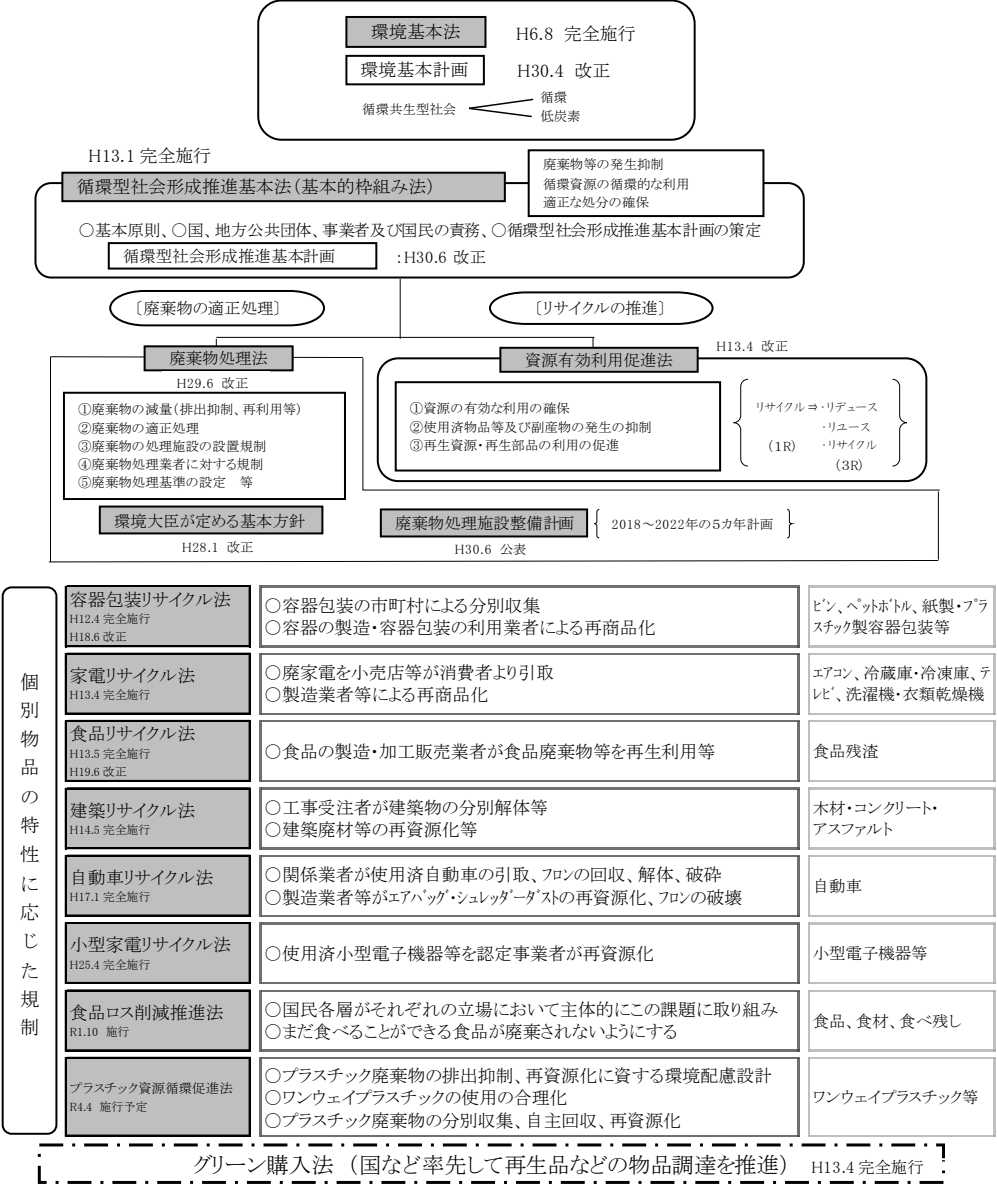 環境基本法 H6.8 完全施行
環境基本計画 H30.4 改正
循環共生型社会
循環
低炭素
H13.1 完全施行
循環型社会形成推進基本法(基本的枠組み法)
廃棄物等の発生抑制
循環資源の循環的な利用
適正な処分の確保
○基本原則、○国、地方公共団体、事業者及び国民の責務、○循環型社会形成推進基本計画の策定
循環型社会形成推進基本計画 :H30.6 改正
〔廃棄物の適正処理〕
〔リサイクルの推進〕
廃棄物処理法
H29.6 改正
①廃棄物の減量(排出抑制、再利用等)
②廃棄物の適正処理
③廃棄物の処理施設の設置規制
④廃棄物処理業者に対する規制
⑤廃棄物処理基準の設定 等
資源有効利用促進法
H13.4 改正
①資源の有効な利用の確保
②使用済物品等及び副産物の発生の抑制
③再生資源・再生部品の利用の促進
リサイクル ⇒ ・リデュース
・リユース
(1R) ・リサイクル
(3R)
環境大臣が定める基本方針
H28.1 改正
廃棄物処理施設整備計画
2018～2022年の5カ年計画
H30.6 公表
個別物品の特性に応じた規制
容器包装リサイクル法
H12.4 完全施行
H18.6 改正
○容器包装の市町村による分別収集
○容器の製造・容器包装の利用業者による再商品化
ビン、ペットボトル、紙製・プラ
スチック製容器包装等
家電リサイクル法
H13.4 完全施行
○廃家電を小売店等が消費者より引取
○製造業者等による再商品化
エアコン、冷蔵庫・冷凍庫、テ
レビ、洗濯機・衣類乾燥機
食品リサイクル法
H13.5 完全施行
H19.6 改正
○食品の製造・加工販売業者が食品廃棄物等を再生利用等
食品残渣
建築リサイクル法
H14.5 完全施行
○工事受注者が建築物の分別解体等
○建築廃材等の再資源化等
木材・コンクリート・
アスファルト
自動車リサイクル法
H17.1 完全施行
○関係業者が使用済自動車の引取、フロンの回収、解体、破砕
○製造業者等がエアバッグ・シュレッダーダストの再資源化、フロンの破壊
自動車
小型家電リサイクル法
H25.4 完全施行
○使用済小型電子機器等を認定事業者が再資源化
小型電子機器等
食品ロス削減推進法
R1.10 施行
○国民各層がそれぞれの立場において主体的にこの課題に取り組み
○まだ食べることができる食品が廃棄されないようにする
食品、食材、食べ残し
プラスチック資源循環促進法
R4.4 施行予定
○プラスチック廃棄物の排出抑制、再資源化に資する環境配慮設計
○ワンウェイプラスチックの使用の合理化
○プラスチック廃棄物の分別収集、自主回収、再資源化
ワンウェイプラスチック等
グリーン購入法 (国など率先して再生品などの物品調達を推進) H13.4 完全施行